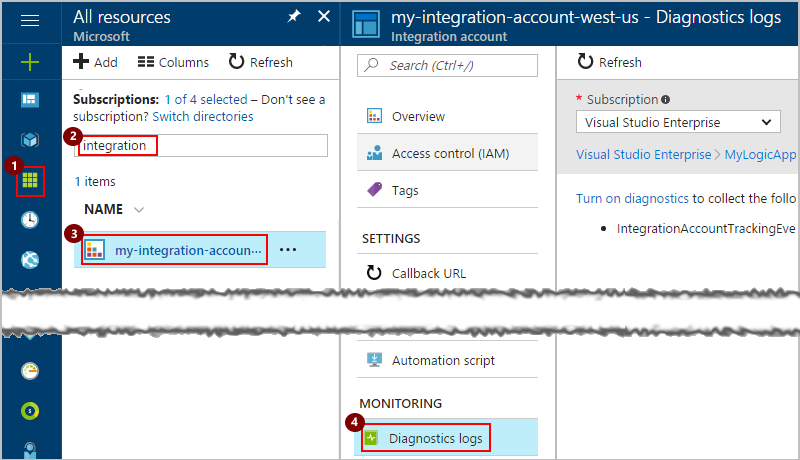 All resources
Microsoft
my-integration-account-west-us - Diagnostics logs
Integration account
Add
Columns
Refresh
Subscriptions: 1 of 4 selected – Don't see a
subscription? Switch directories
2
integration
1
1 items
NAME
3
my-integration-accoun...
...
Search (Ctrl+/)
Overview
Access control (IAM)
Tags
SETTINGS
Callback URL
Automation script
MONITORING
4
Diagnostics logs
Refresh
* Subscription
Visual Studio Enterprise
Visual Studio Enterprise > MyLogicApp
Turn on diagnostics to collect the follo
• IntegrationAccountTrackingEve